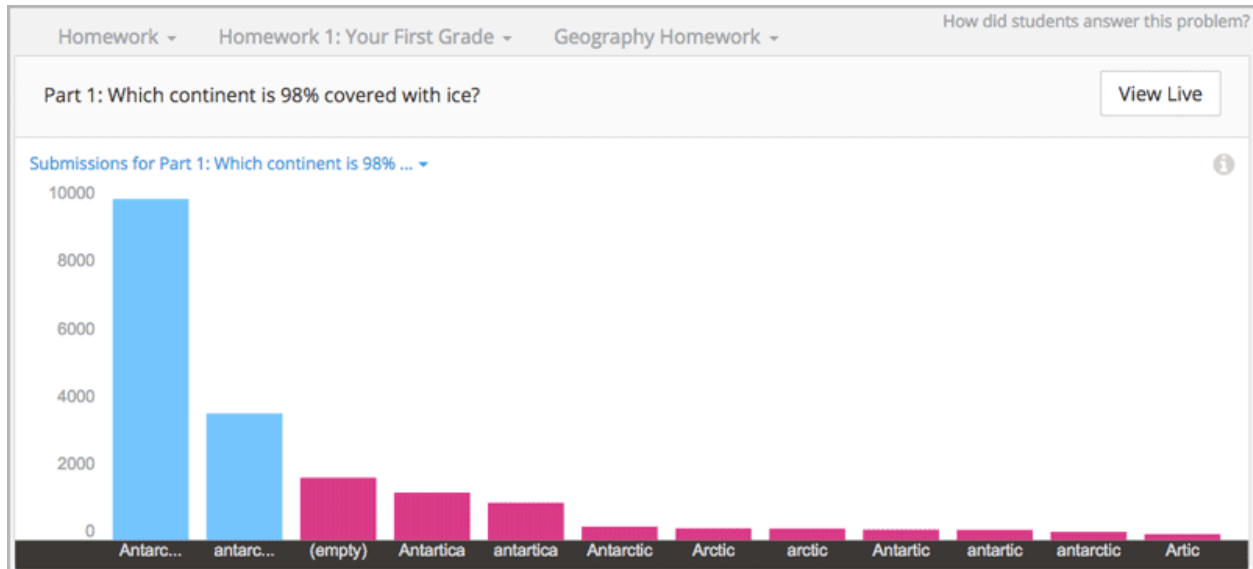 How did students answer this problem?
Homework Homework 1: Your First Grade Geography Homework
Part 1: Which continent is 98% covered with ice?
View Live
Submissions for Part 1: Which continent is 98% ...
10000
8000
6000
4000
2000
0
Antarc... antarc... (empty) Antartica antartica Antarctic Arctic arctic Antartic antartic antarctic Artic